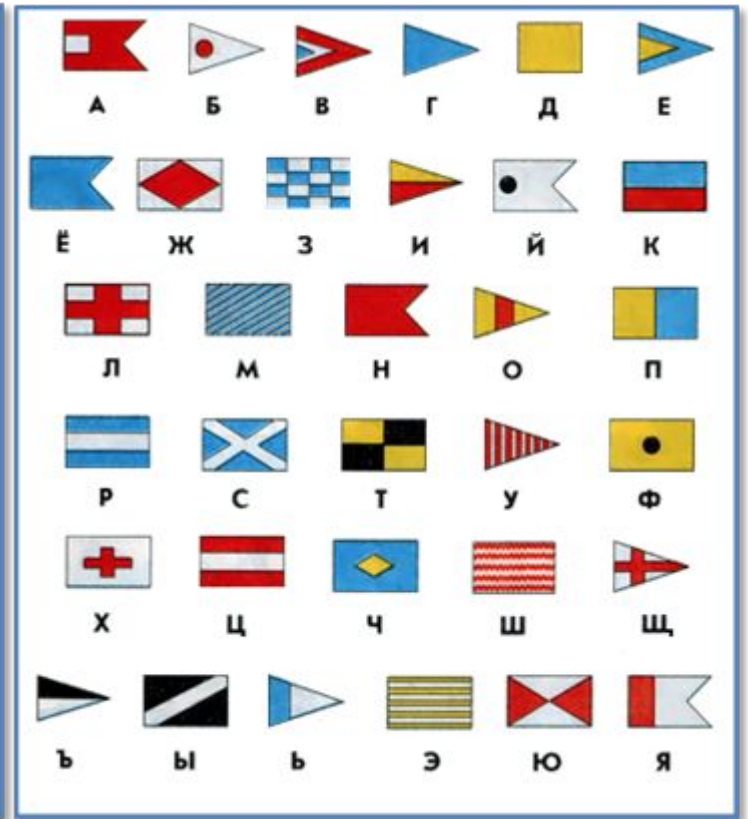 А Б В Г Д Е
Ё Ж З И Й К
Л М Н О П
Р С Т У Ф
Х Ц Ч Ш Щ
Ъ Ы Ь Э Ю Я